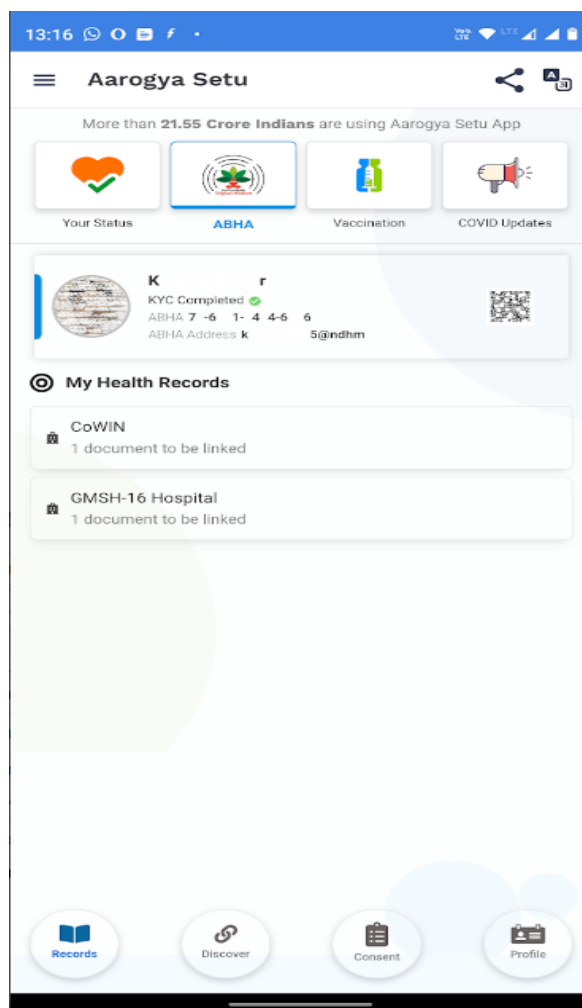 13:16
VoLTE LTE
Aarogya Setu
More than 21.55 Crore Indians are using Aarogya Setu App
Your Status ABHA Vaccination COVID Updates
K r
KYC Completed
ABHA 7 -6 1- 4 4-6 6
ABHA Address k 5@ndhm
My Health Records
CoWIN
1 document to be linked
GMSH-16 Hospital
1 document to be linked
Records Discover Consent Profile